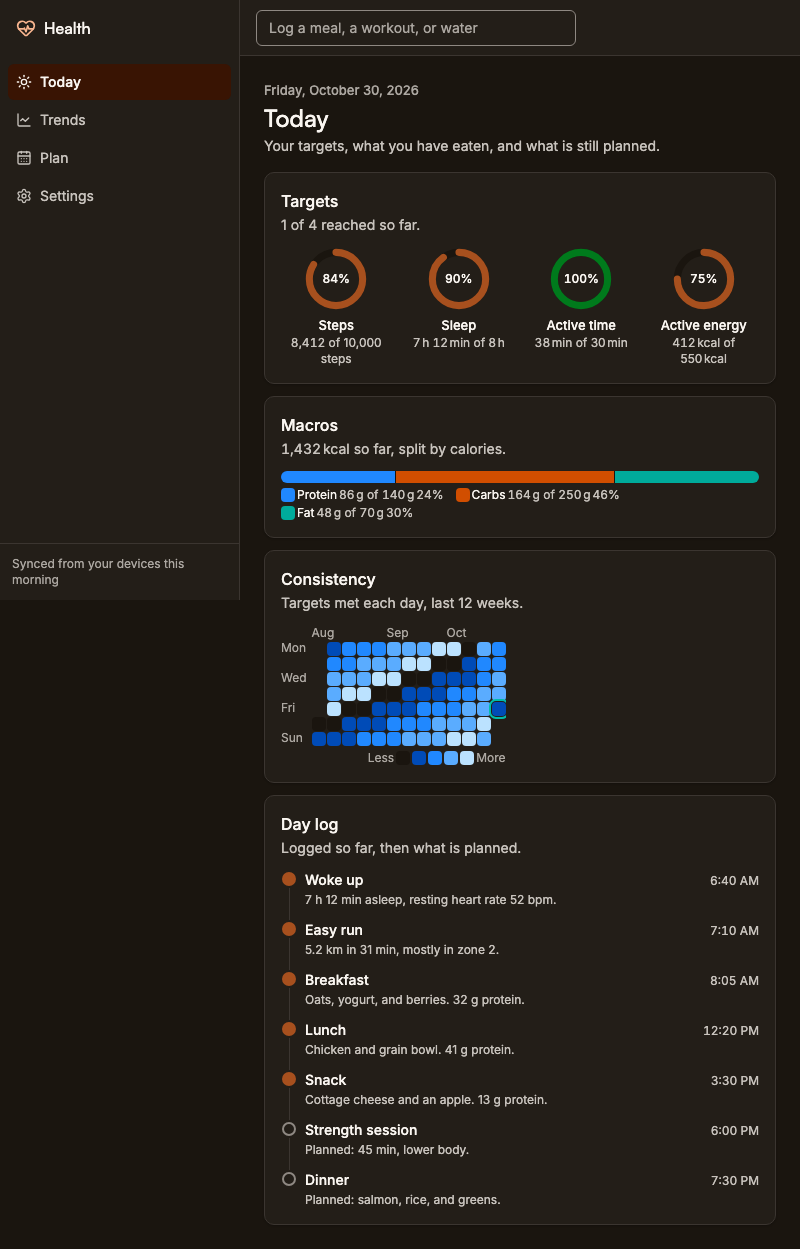 Health
Log a meal, a workout, or water
Today
Trends
Plan
Settings
Synced from your devices this
morning
Friday, October 30, 2026
Today
Your targets, what you have eaten, and what is still planned.
Targets
1 of 4 reached so far.
84%
90%
100%
75%
Steps
8,412 of 10,000
steps
Sleep
7 h 12 min of 8 h
Active time
38 min of 30 min
Active energy
412 kcal of
550 kcal
Macros
1,432 kcal so far, split by calories.
Protein 86 g of 140 g 24% Carbs 164 g of 250 g 46%
Fat 48 g of 70 g 30%
Consistency
Targets met each day, last 12 weeks.
Aug Sep Oct
Mon
Wed
Fri
Sun
Less More
Day log
Logged so far, then what is planned.
Woke up 6:40 AM
7 h 12 min asleep, resting heart rate 52 bpm.
Easy run 7:10 AM
5.2 km in 31 min, mostly in zone 2.
Breakfast 8:05 AM
Oats, yogurt, and berries. 32 g protein.
Lunch 12:20 PM
Chicken and grain bowl. 41 g protein.
Snack 3:30 PM
Cottage cheese and an apple. 13 g protein.
Strength session 6:00 PM
Planned: 45 min, lower body.
Dinner 7:30 PM
Planned: salmon, rice, and greens.